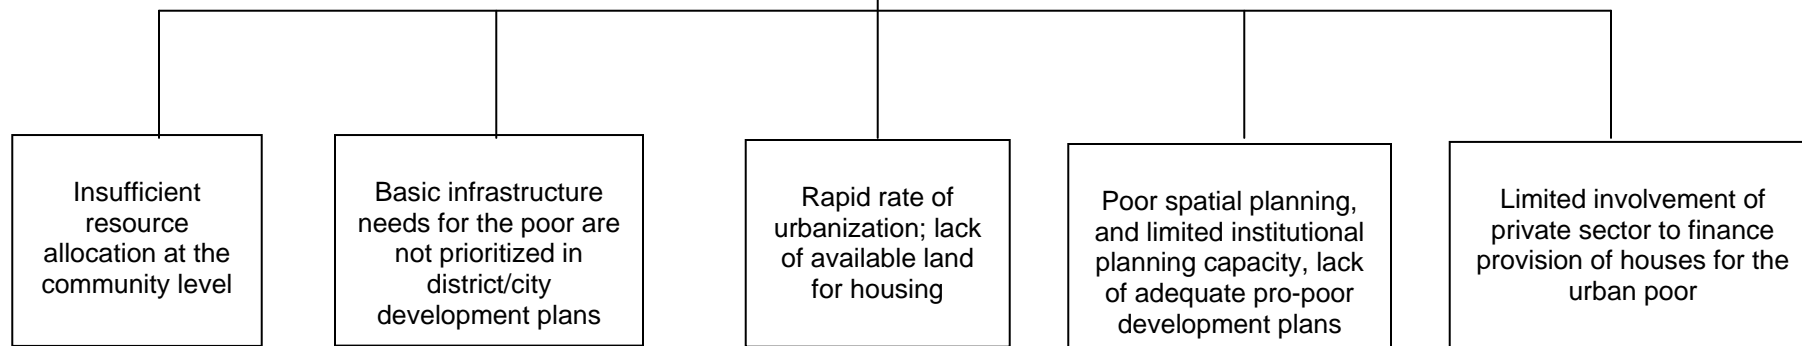 Insufficient
resource
allocation at the
community level
Basic infrastructure
needs for the poor are
not prioritized in
district/city
development plans
Rapid rate of
urbanization; lack
of available land
for housing
Poor spatial planning,
and limited institutional
planning capacity, lack
of adequate pro-poor
development plans
Limited involvement of
private sector to finance
provision of houses for the
urban poor